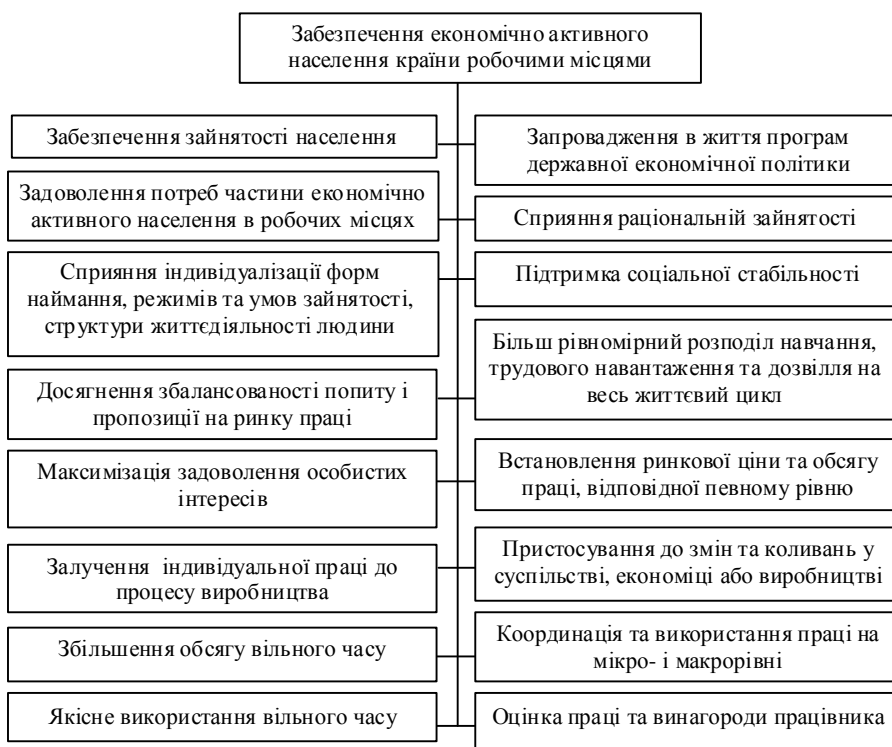 Забезпечення економічно активного
населення країни робочими місцями
Забезпечення зайнятості населення
Запровадження в життя програм
державної економічної політики
Задоволення потреб частини економічно
активного населення в робочих місцях
Сприяння раціональній зайнятості
Сприяння індивідуалізації форм
наймання, режимів та умов зайнятості,
структури життєдіяльності людини
Підтримка соціальної стабільності
Більш рівномірний розподіл навчання,
трудового навантаження та дозвілля на
весь життєвий цикл
Досягнення збалансованості попиту і
пропозиції на ринку праці
Максимізація задоволення особистих
інтересів
Встановлення ринкової ціни та обсягу
праці, відповідної певному рівню
Залучення індивідуальної праці до
процесу виробництва
Пристосування до змін та коливань у
суспільстві, економіці або виробництві
Збільшення обсягу вільного часу
Координація та використання праці на
мікро- і макрорівні
Якісне використання вільного часу
Оцінка праці та винагороди працівника